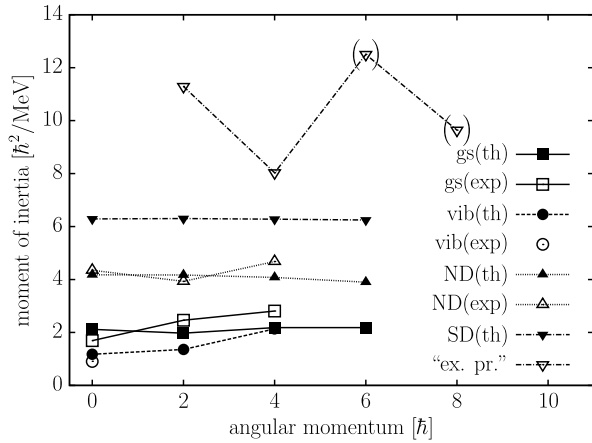 14
12
10
8
6
4
2
0
moment of inertia [ħ²/MeV]
gs(th)
gs(exp)
vib(th)
vib(exp)
ND(th)
ND(exp)
SD(th)
“ex. pr.”
( )
( )
0 2 4 6 8 10
angular momentum [ħ]